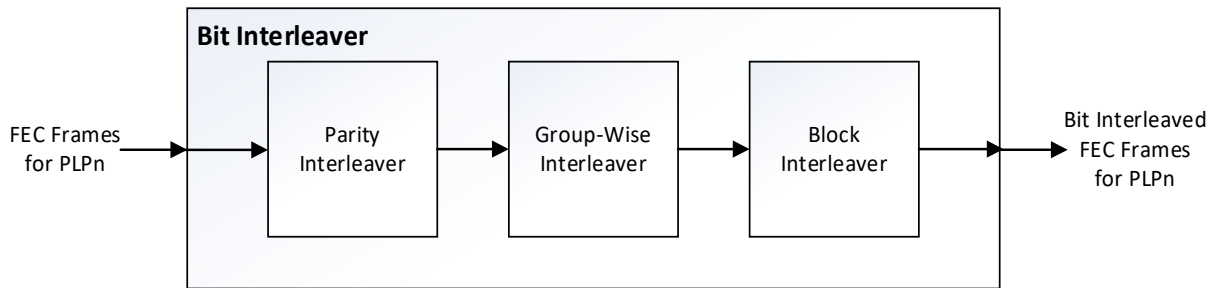 Bit Interleaver
FEC Frames
for PLPn
Parity
Interleaver
Group-Wise
Interleaver
Block
Interleaver
Bit Interleaved
FEC Frames
for PLPn